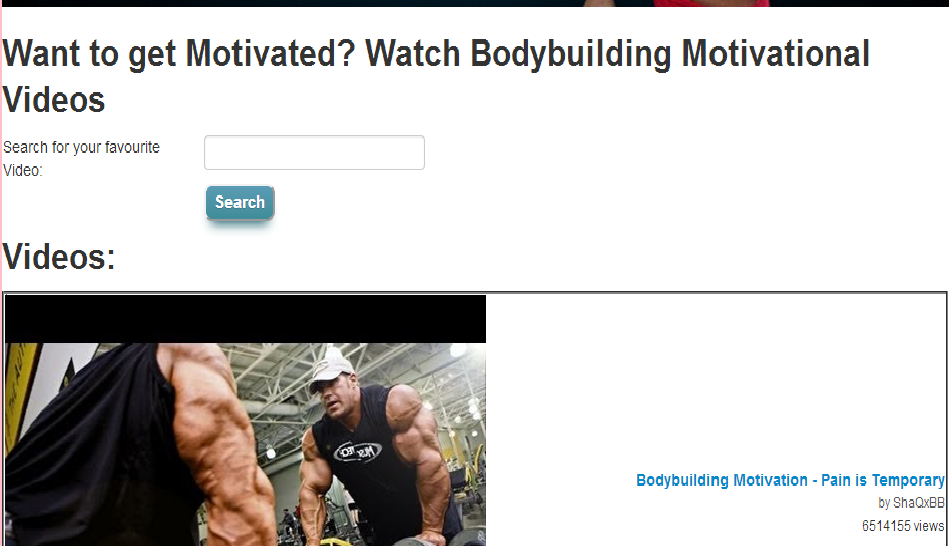 Want to get Motivated? Watch Bodybuilding Motivational
Videos
Search for your favourite
Video:
Search
Videos:
Bodybuilding Motivation - Pain is Temporary
by ShaQxBB
6514155 views